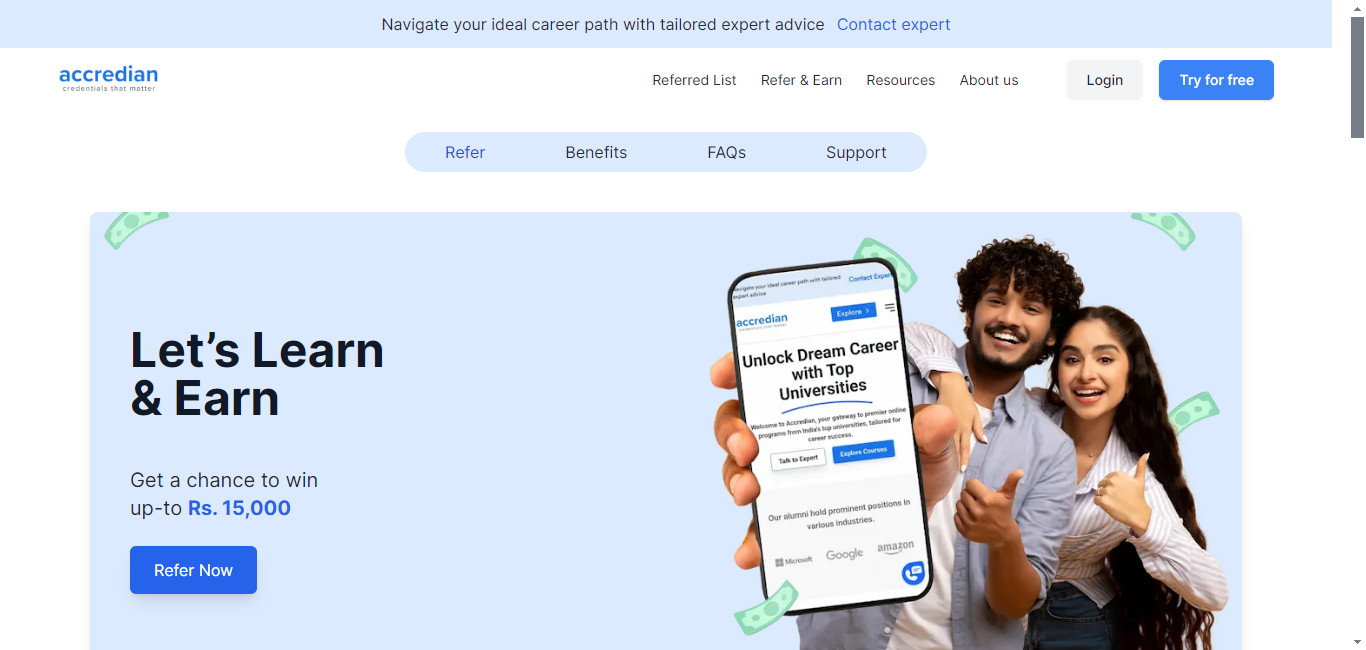 Navigate your ideal career path with tailored expert advice Contact expert
accredian
credentials that matter
Referred List Refer & Earn Resources About us Login Try for free
Refer Benefits FAQs Support
Let’s Learn
& Earn
Get a chance to win
up-to Rs. 15,000
Refer Now
Navigate your ideal career path with tailored
expert advice
Contact Expert
accredian
credentials that matter
Explore
Unlock Dream Career
with Top
Universities
Welcome to Accredian, your gateway to premier online
programs from India's top universities, tailored for
career success.
Talk to Expert Explore Courses
Our alumni hold prominent positions in
various industries.
Microsoft Google amazon